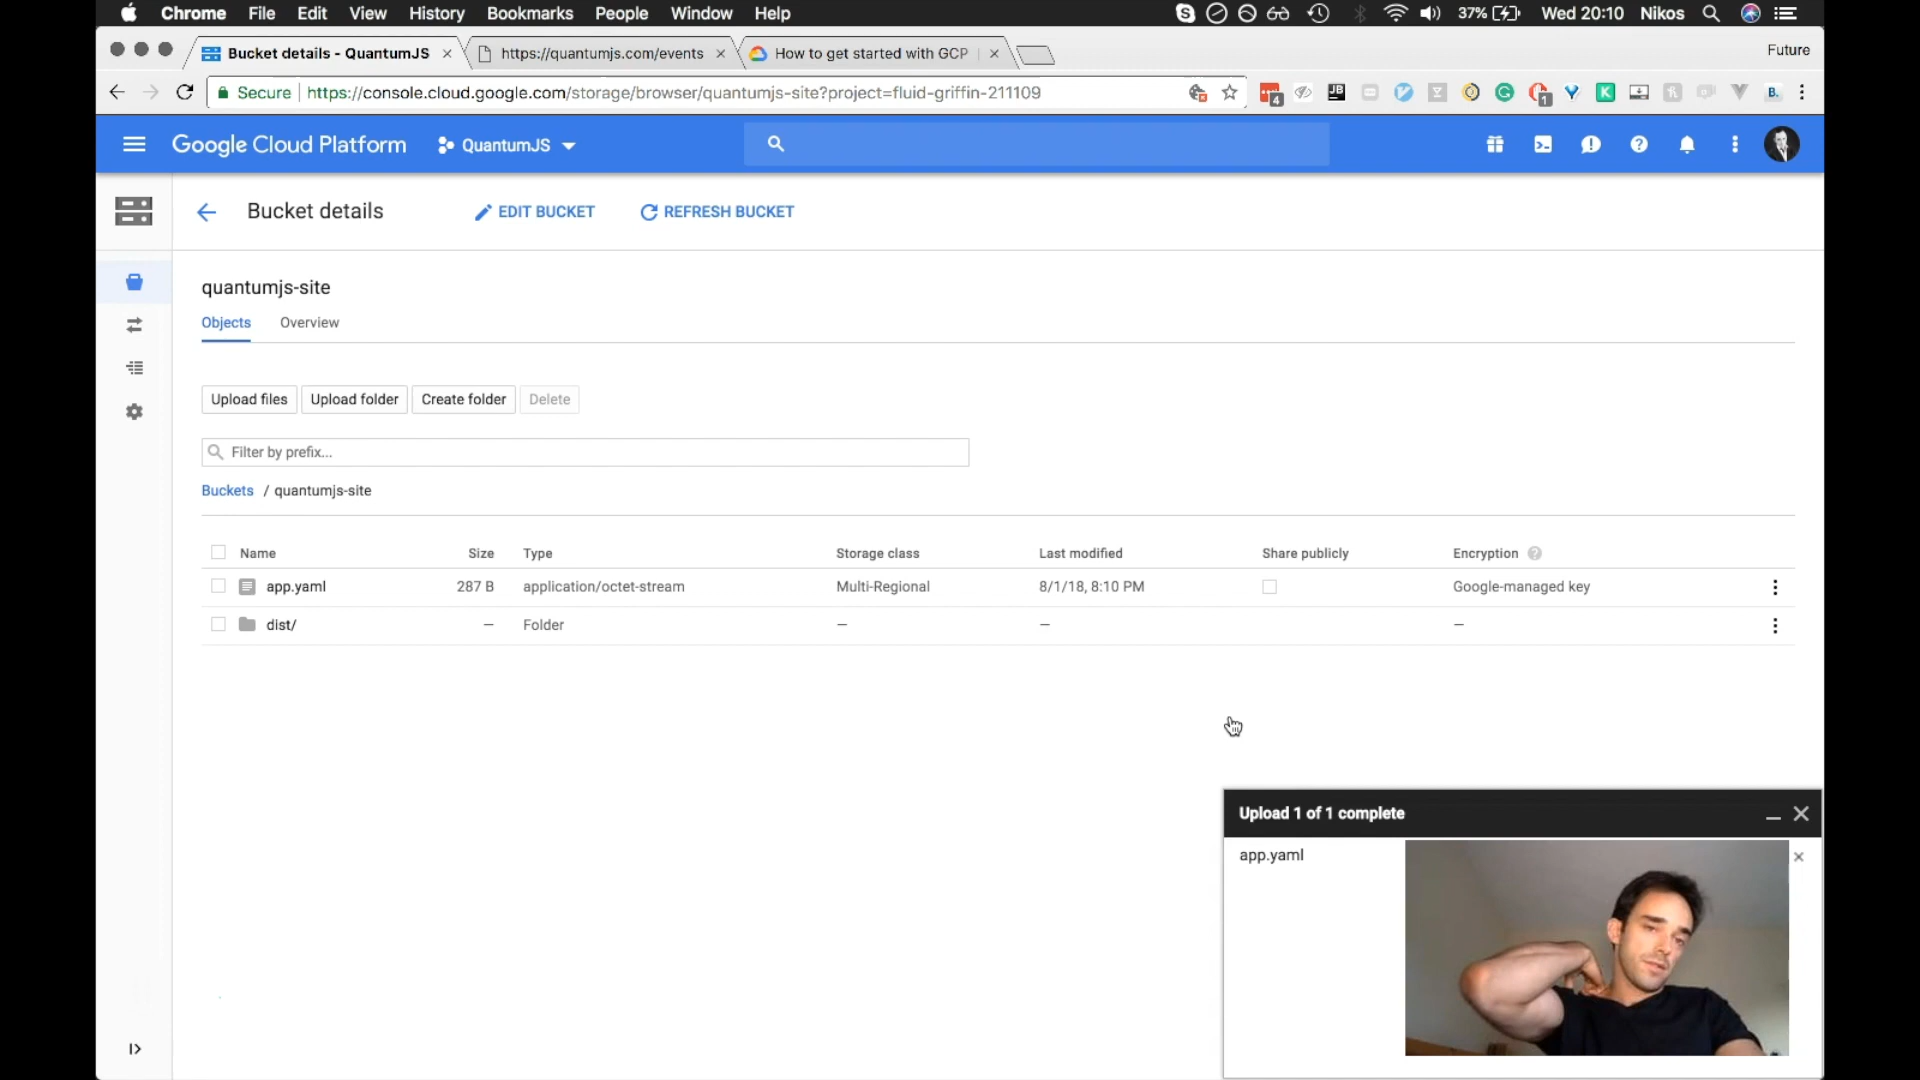 Chrome File Edit View History Bookmarks People Window Help 37% Wed 20:10 Nikos
Bucket details - QuantumJS https://quantumjs.com/events How to get started with GCP Future
Secure https://console.cloud.google.com/storage/browser/quantumjs-site?project=fluid-griffin-211109 4 JB G 1 Y K B.
Google Cloud Platform QuantumJS
Bucket details EDIT BUCKET REFRESH BUCKET
quantumjs-site
Objects Overview
Upload files Upload folder Create folder Delete
Filter by prefix...
Buckets / quantumjs-site
Name Size Type Storage class Last modified Share publicly Encryption ?
app.yaml 287 B application/octet-stream Multi-Regional 8/1/18, 8:10 PM Google-managed key
dist/ — Folder — — —
Upload 1 of 1 complete
app.yaml